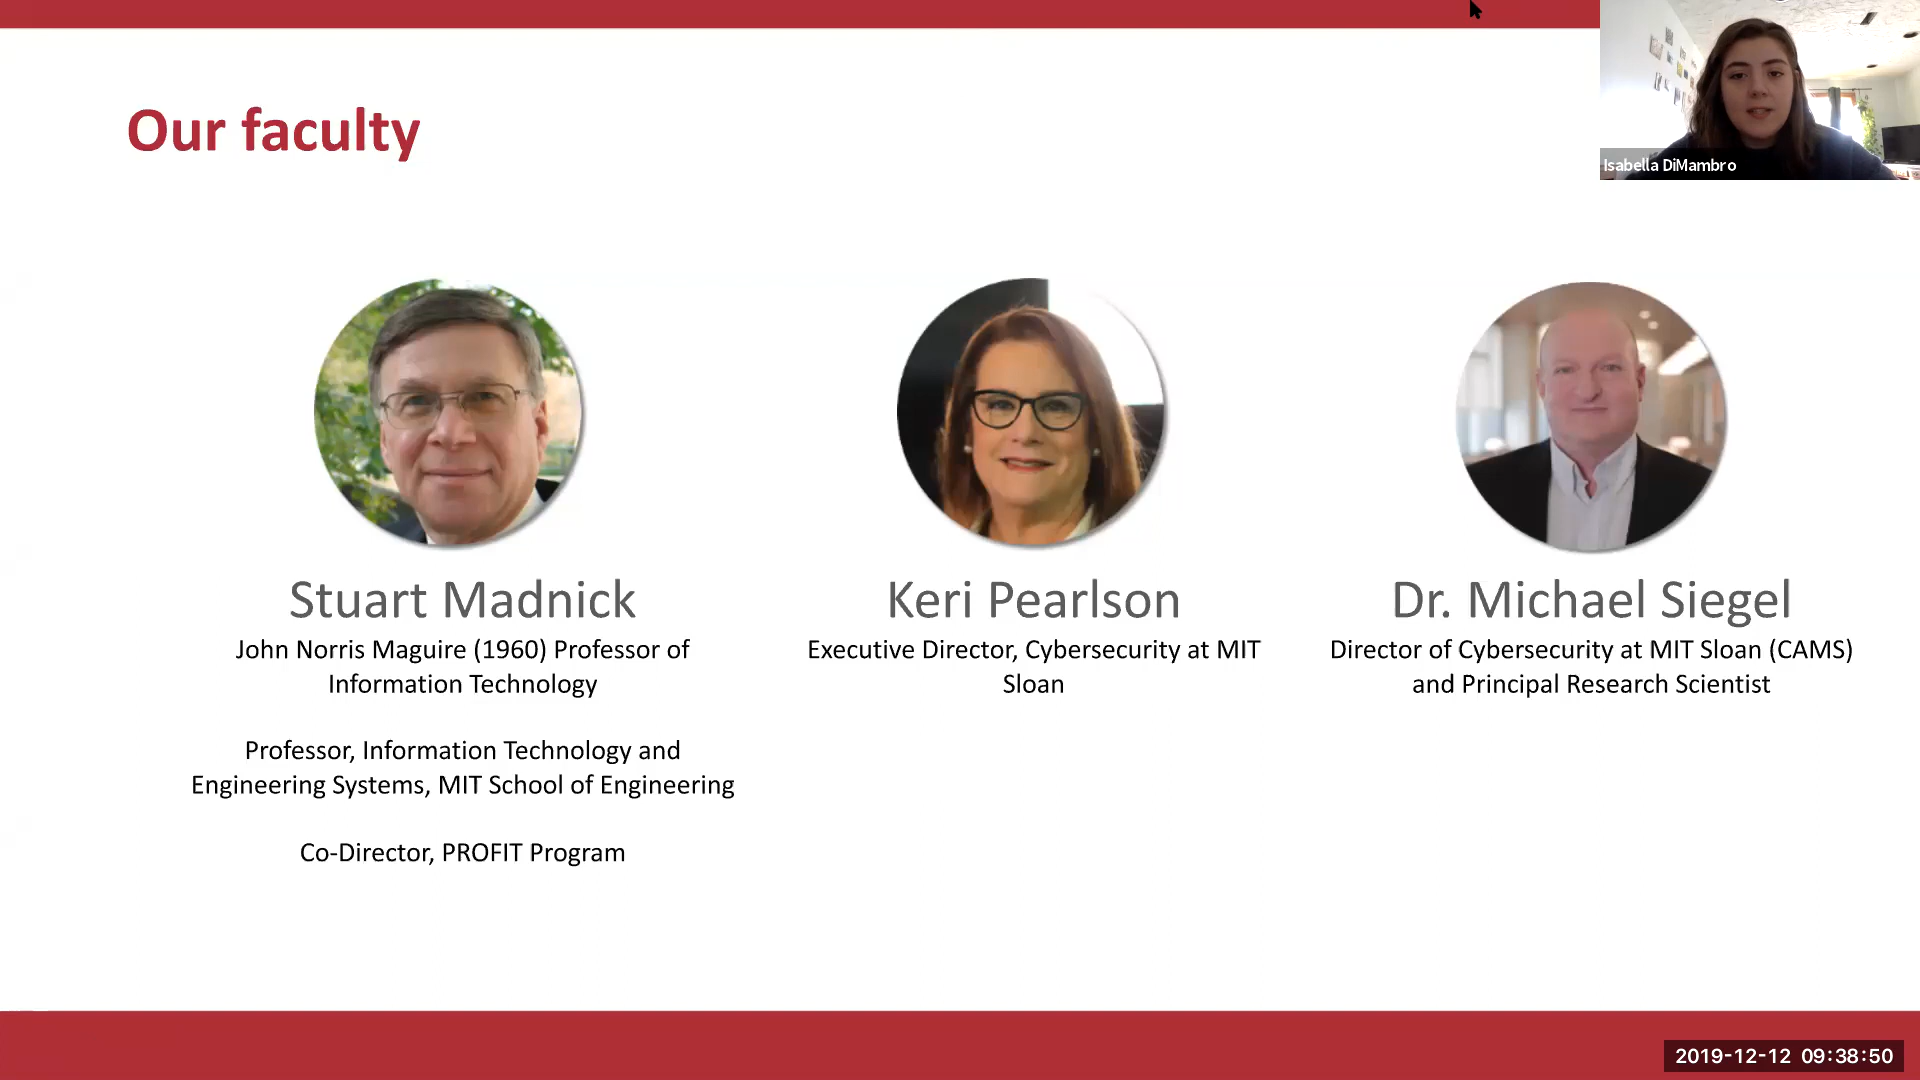 Our faculty
Isabella DiMambro
Stuart Madnick
John Norris Maguire (1960) Professor of
Information Technology
Professor, Information Technology and
Engineering Systems, MIT School of Engineering
Co-Director, PROFIT Program
Keri Pearlson
Executive Director, Cybersecurity at MIT
Sloan
Dr. Michael Siegel
Director of Cybersecurity at MIT Sloan (CAMS)
and Principal Research Scientist
2019-12-12 09:38:50